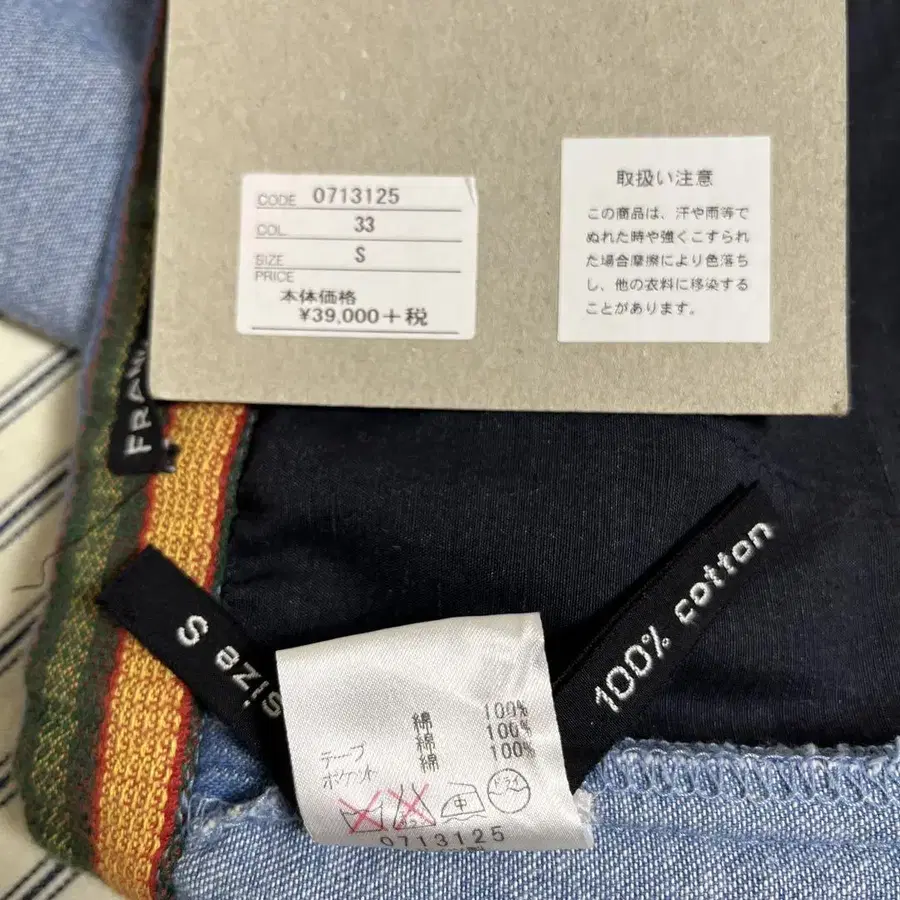 CODE 0713125
COL. 33
SIZE S
PRICE
本体価格
¥39,000+税
取扱い注意
この商品は、汗や雨等で
ぬれた時や強くこすられ
た場合摩擦により色落ち
し、他の衣料に移染する
ことがあります。
FRAN
size S
100% cotton
綿 100%
テープ 綿 100%
ポケット 綿 100%
中
0713125